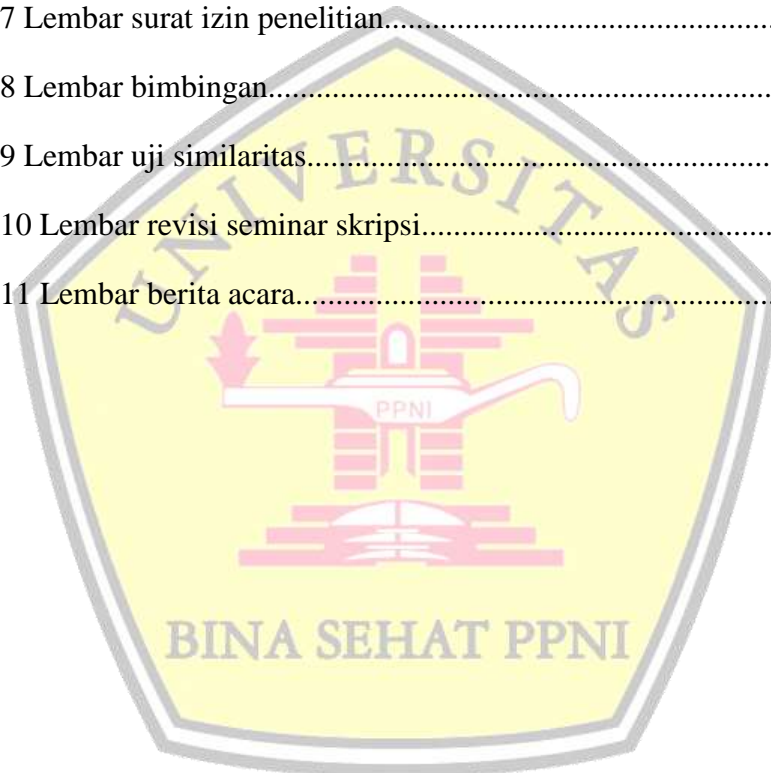 7 Lembar surat izin penelitian..........................................................
8 Lembar bimbingan...........................................................................
9 Lembar uji similaritas.....................................................................
10 Lembar revisi seminar skripsi.....................................................
11 Lembar berita acara.......................................................................
UNIVERSITAS
PPNI
BINA SEHAT PPNI